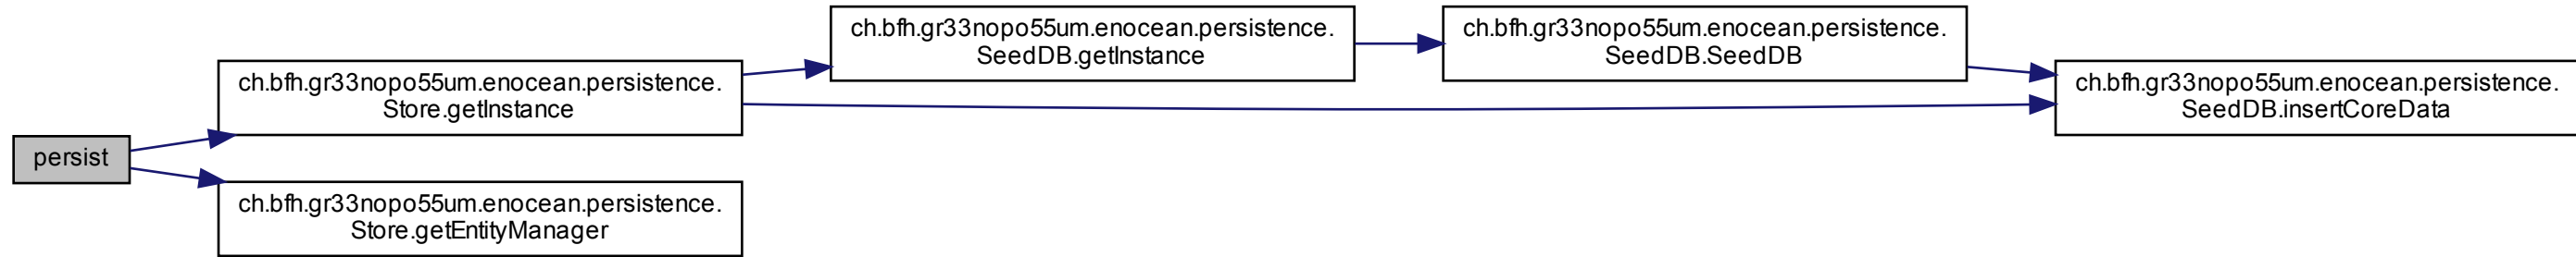 persist
ch.bfh.gr33nopo55um.enocean.persistence.
Store.getInstance
ch.bfh.gr33nopo55um.enocean.persistence.
Store.getEntityManager
ch.bfh.gr33nopo55um.enocean.persistence.
SeedDB.getInstance
ch.bfh.gr33nopo55um.enocean.persistence.
SeedDB.SeedDB
ch.bfh.gr33nopo55um.enocean.persistence.
SeedDB.insertCoreData